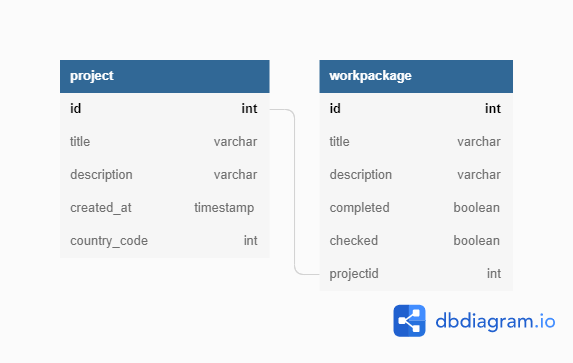 project
id int
title varchar
description varchar
created_at timestamp
country_code int
workpackage
id int
title varchar
description varchar
completed boolean
checked boolean
projectid int
dbdiagram.io